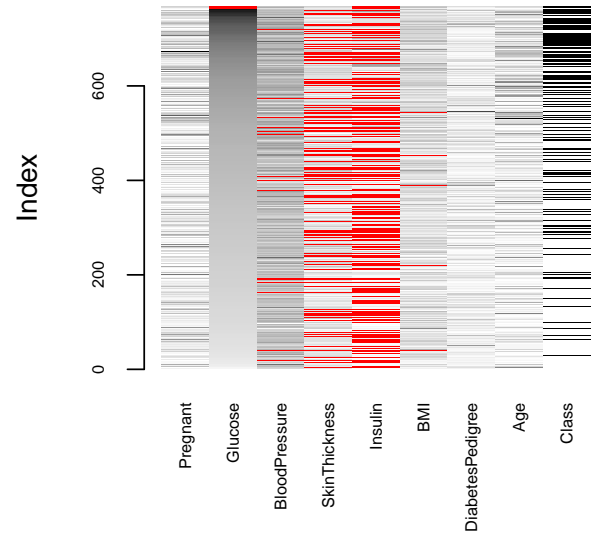 Index
600
400
200
0
Pregnant
Glucose
BloodPressure
SkinThickness
Insulin
BMI
DiabetesPedigree
Age
Class